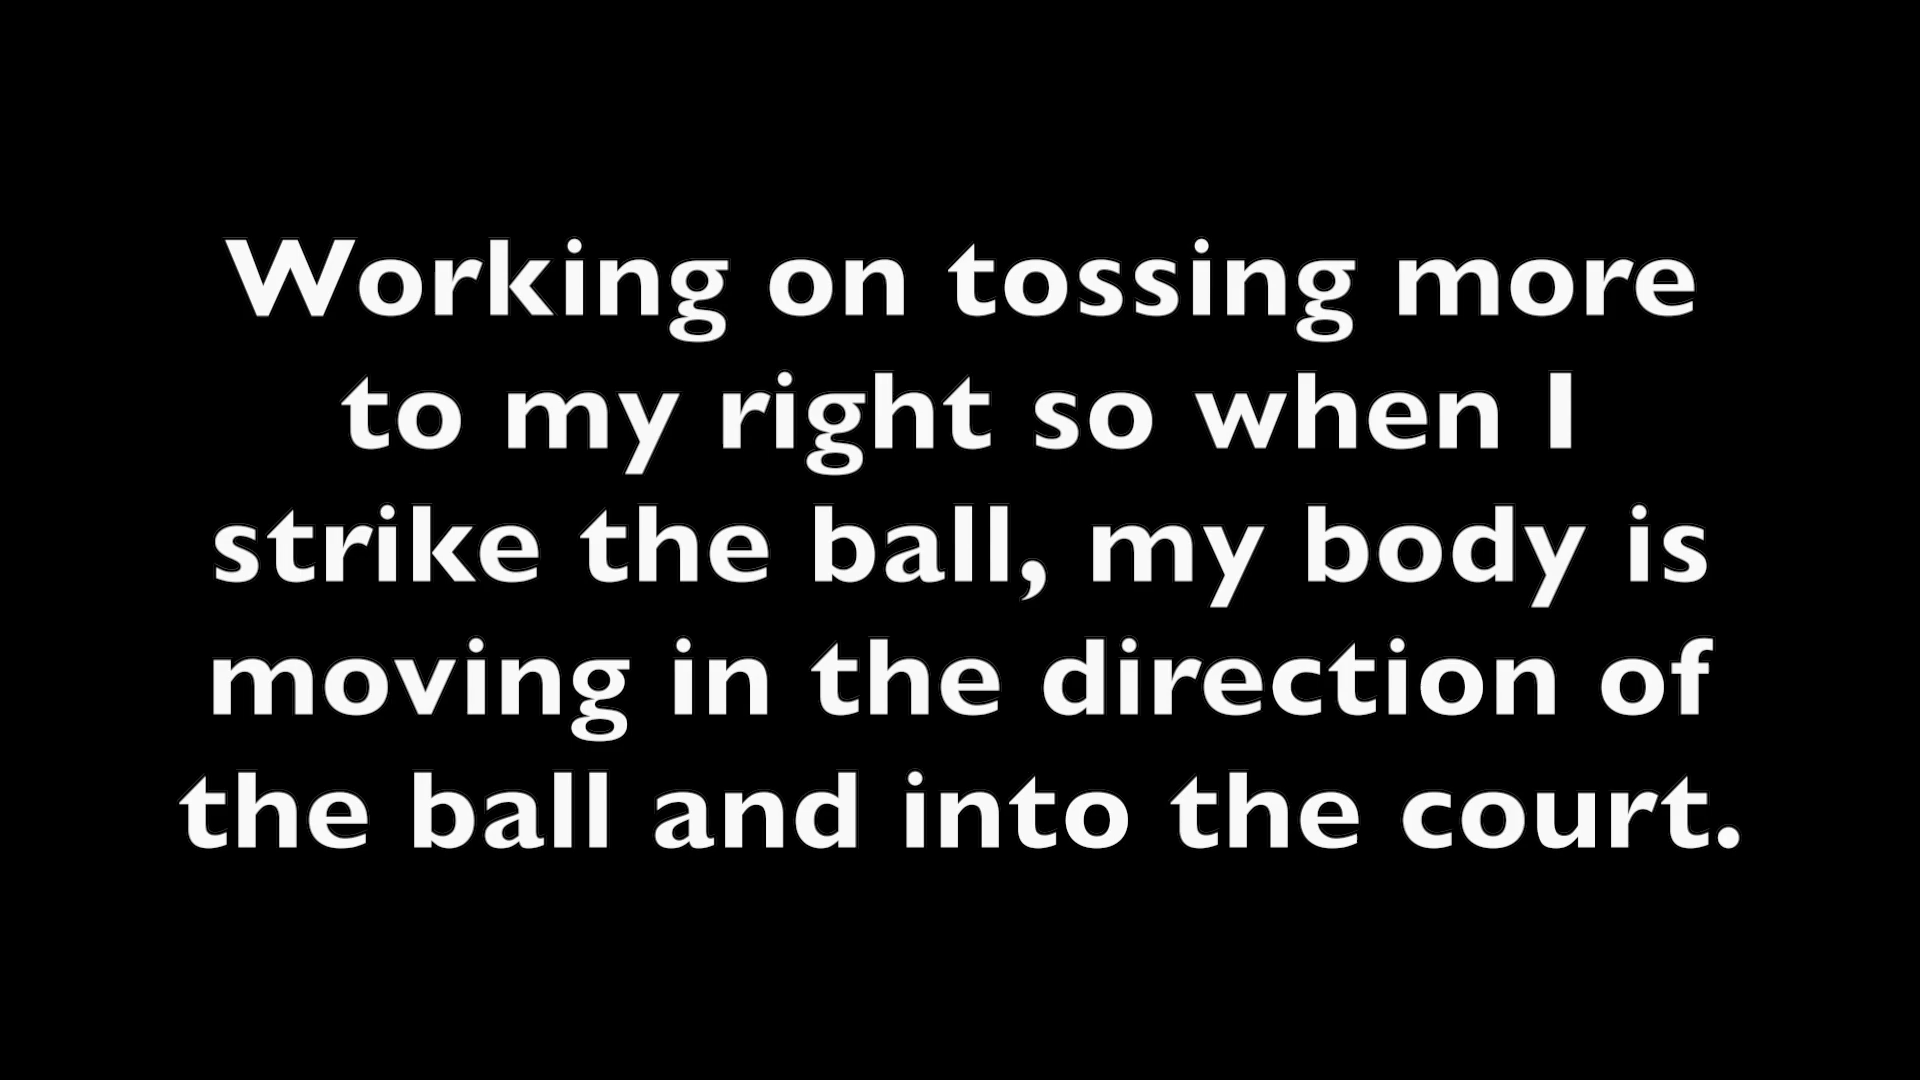 Working on tossing more
to my right so when I
strike the ball, my body is
moving in the direction of
the ball and into the court.